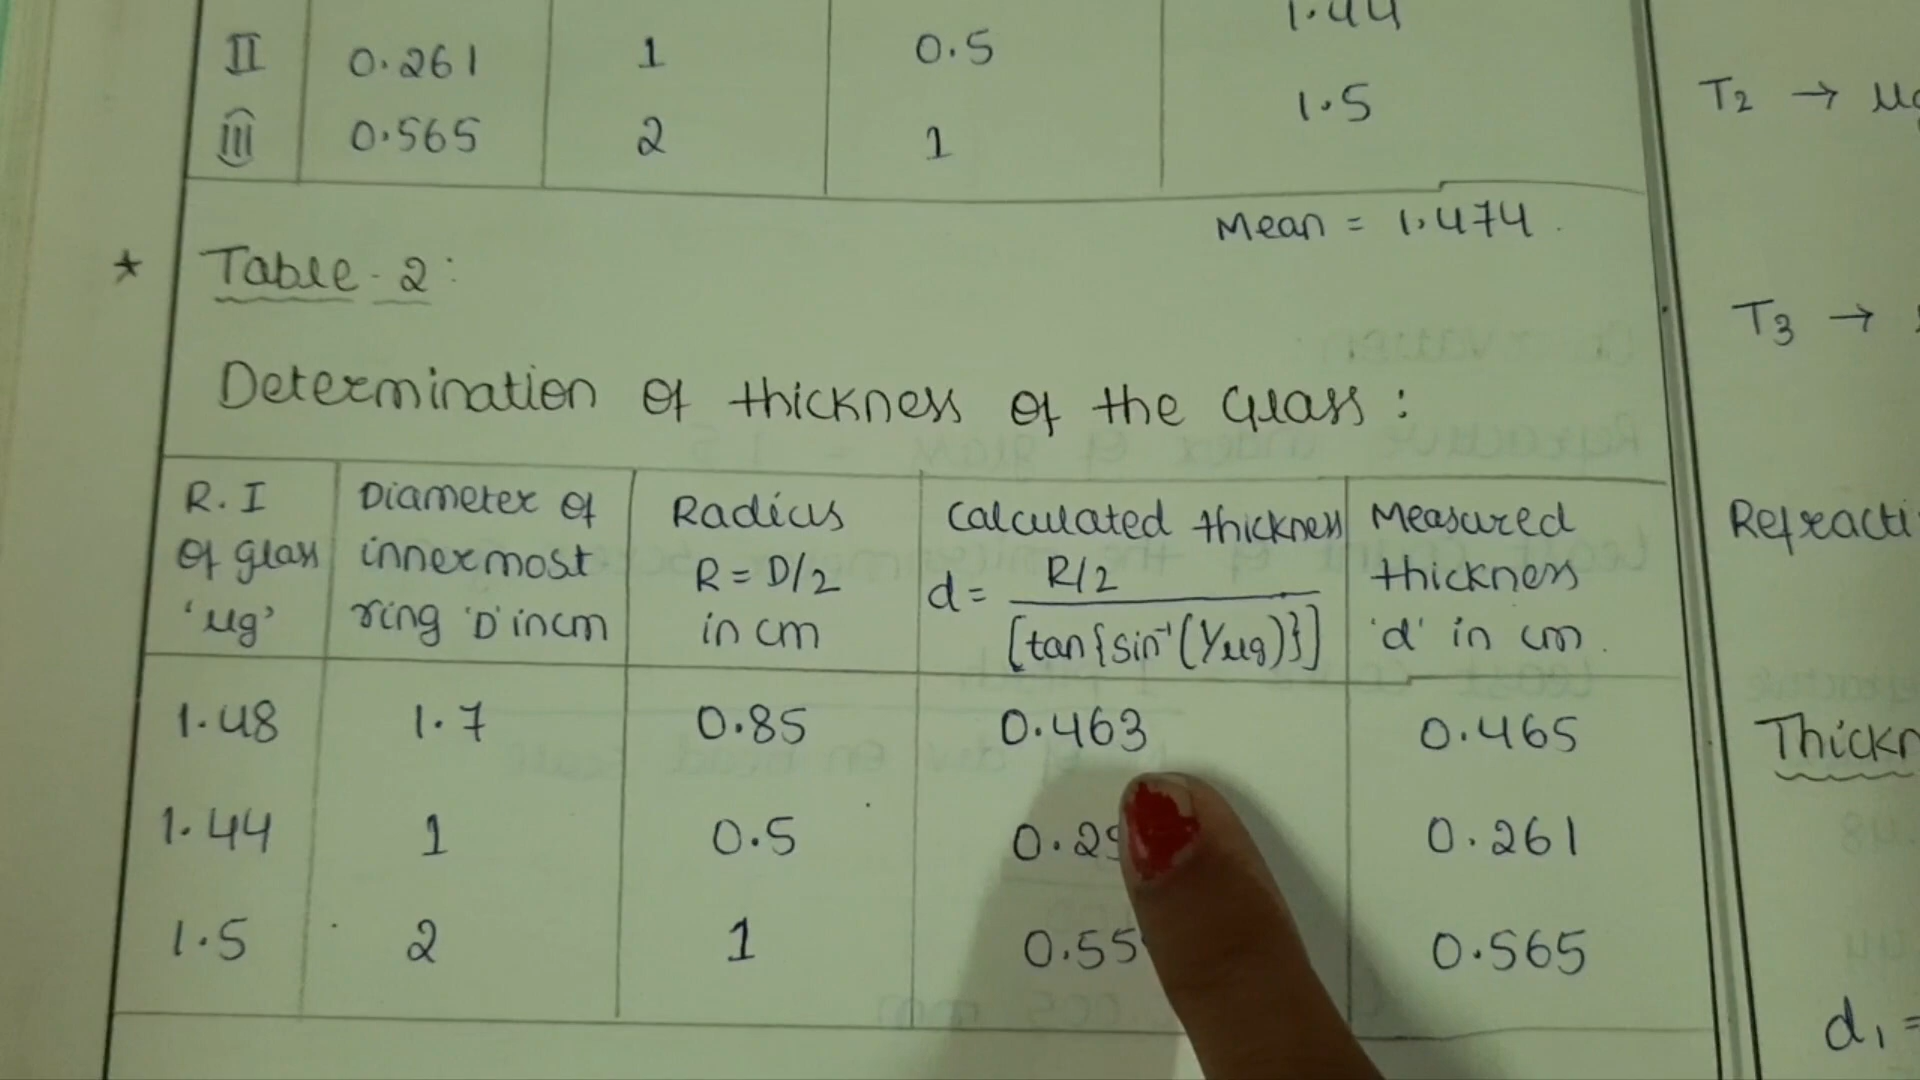 1.44
II 0.261 1 0.5
III 0.565 2 1 1.5
T2 →
Mean = 1.474.
* Table-2:
T3 →
Determination of thickness of the Glass:
R.I of glass 'μg'
Diameter of innermost ring 'D' in cm
Radius R = D/2 in cm
Calculated thickness d = R/2 / [tan{sin⁻¹(1/μg)}]
Measured thickness 'd' in cm.
1.48 1.7 0.85 0.463 0.465
1.44 1 0.5 0.261
1.5 2 1 0.55 0.565
d1 =